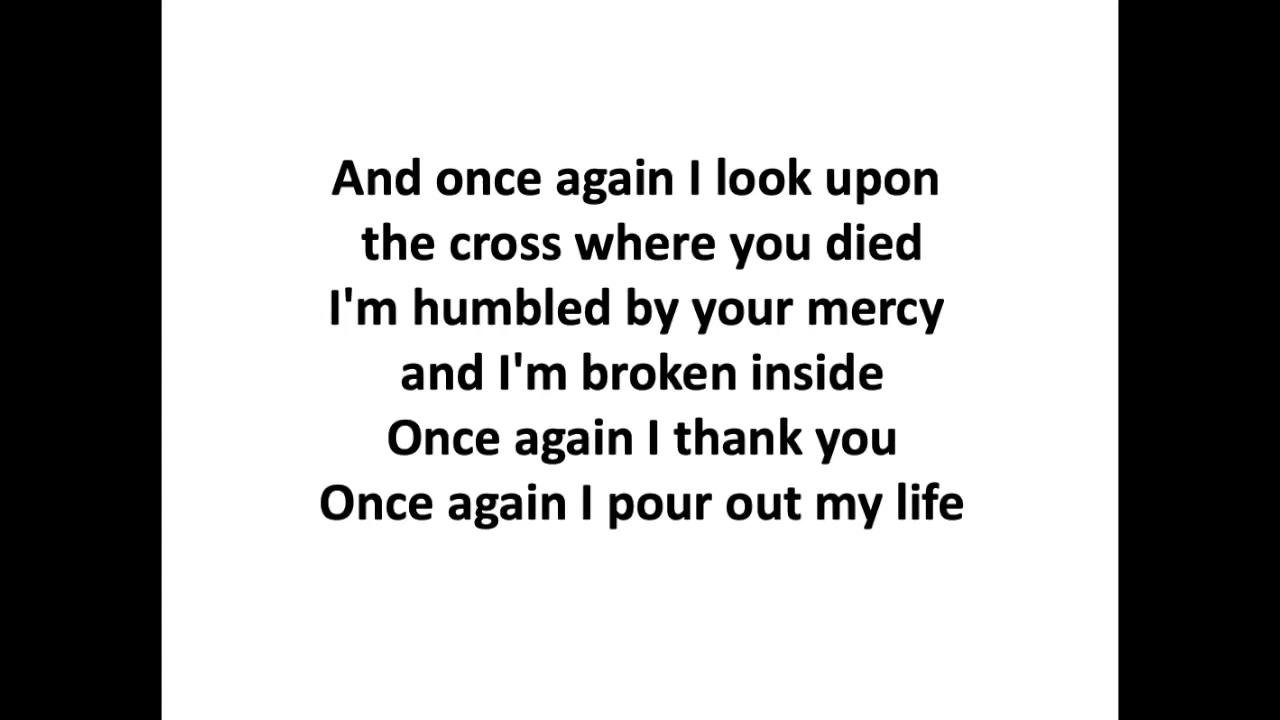 And once again I look upon
the cross where you died
I'm humbled by your mercy
and I'm broken inside
Once again I thank you
Once again I pour out my life